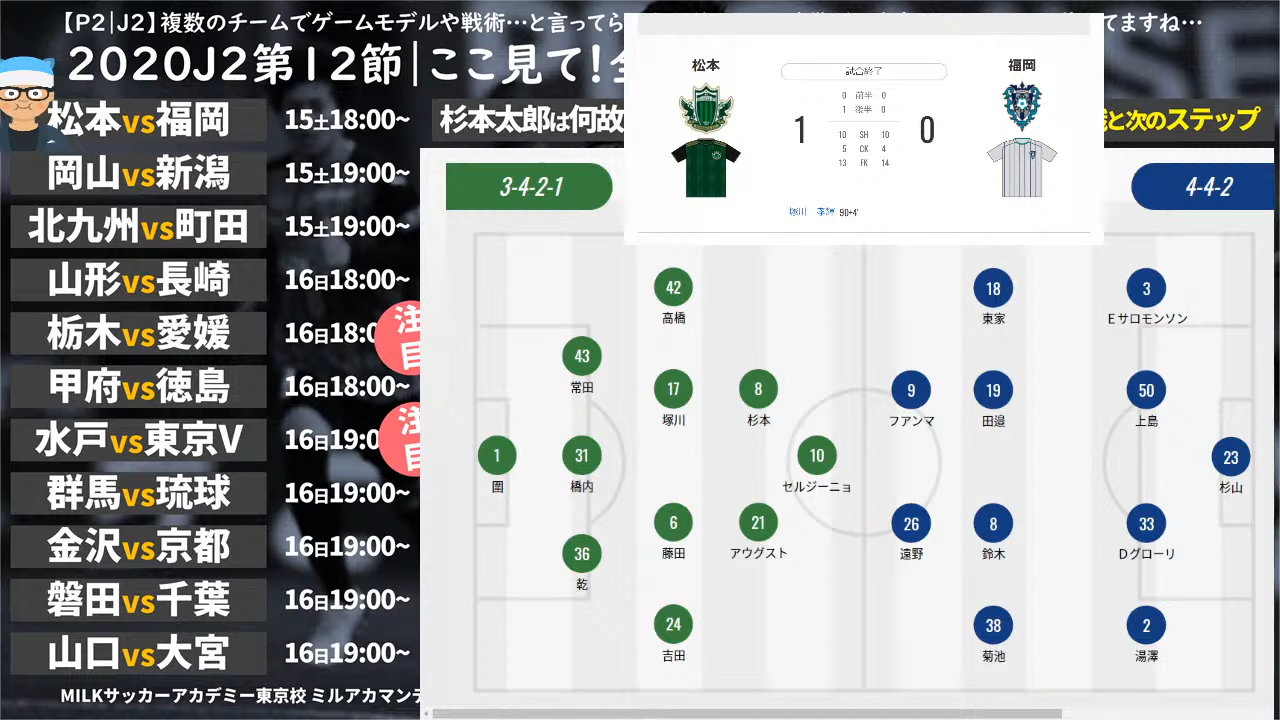 【P2|J2】複数のチームでゲームモデルや戦術…と言ってら
てますね…
2020J2第12節|ここ見て!全
松本vs福岡 15土18:00~ 杉本太郎は何故
と次のステップ
岡山vs新潟 15土19:00~
北九州vs町田 15土19:00~
山形vs長崎 16日18:00~
栃木vs愛媛 16日18:0
注目
甲府vs徳島 16日18:00~
水戸vs東京V 16日19:0
注目
群馬vs琉球 16日19:00~
金沢vs京都 16日19:00~
磐田vs千葉 16日19:00~
山口vs大宮 16日19:00~
MILKサッカーアカデミー東京校 ミルアカマンデ
松本
試合終了
福岡
0 前半 0
1 後半 0
1
0
10 SH 10
5 CK 4
13 FK 14
塚川 孝輝 90+4'
3-4-2-1
4-4-2
42
高橋
43
常田
17
塚川
8
杉本
1
圍
31
橋内
10
セルジーニョ
6
藤田
21
アウグスト
36
乾
24
吉田
18
東家
3
Eサロモンソン
9
フアンマ
19
田邉
50
上島
23
杉山
26
遠野
8
鈴木
33
Dグローリ
38
菊池
2
湯澤